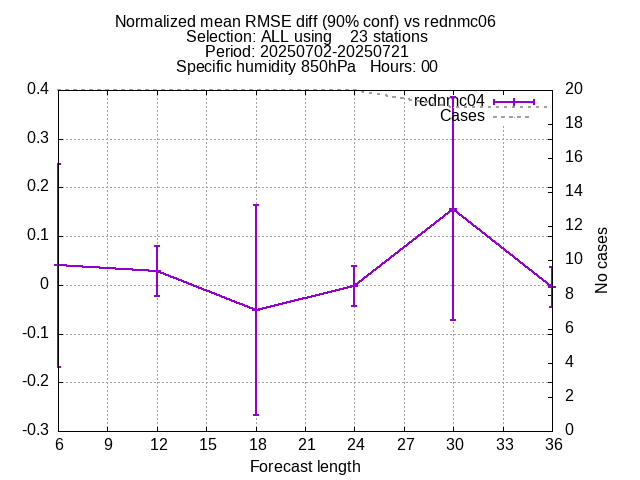 Normalized mean RMSE diff (90% conf) vs rednmc06
Selection: ALL using    23 stations
Period: 20250702-20250721
Specific humidity 850hPa   Hours: 00
0.4
0.3
0.2
0.1
0
-0.1
-0.2
-0.3
rednmc04
Cases
20
18
16
14
12
10
8
6
4
2
0
No cases
6 9 12 15 18 21 24 27 30 33 36
Forecast length